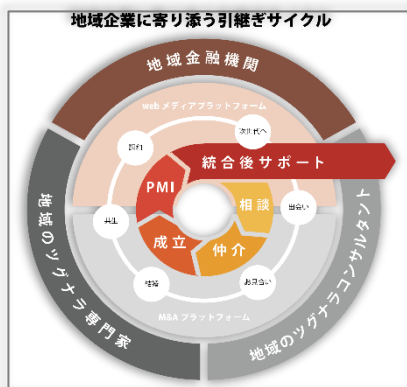 地域企業に寄り添う引継ぎサイクル
地域金融機関
webメディアプラットフォーム
次世代へ
調和
統合後サポート
PMI
相談
出会い
共生
成立
仲介
結婚
お見合い
M&Aプラットフォーム
地域のツグナラ専門家
地域のツグナラコンサルタント